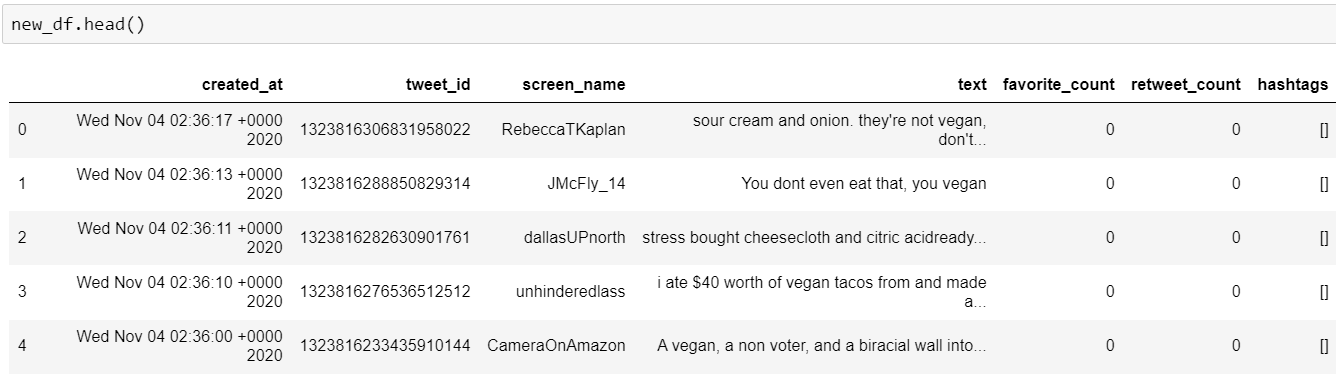 new_df.head()
created_at tweet_id screen_name text favorite_count retweet_count hashtags
0 Wed Nov 04 02:36:17 +0000 2020 1323816306831958022 RebeccaTKaplan sour cream and onion. they're not vegan, don't... 0 0 []
1 Wed Nov 04 02:36:13 +0000 2020 1323816288850829314 JMcFly_14 You dont even eat that, you vegan 0 0 []
2 Wed Nov 04 02:36:11 +0000 2020 1323816282630901761 dallasUPnorth stress bought cheesecloth and citric acidready... 0 0 []
3 Wed Nov 04 02:36:10 +0000 2020 1323816276536512512 unhinderedlass i ate $40 worth of vegan tacos from and made a... 0 0 []
4 Wed Nov 04 02:36:00 +0000 2020 1323816233435910144 CameraOnAmazon A vegan, a non voter, and a biracial wall into... 0 0 []